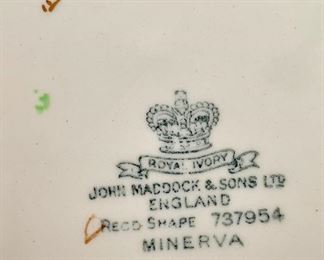 ROYAL IVORY
JOHN MADDOCK & SONS LTD
ENGLAND
REGD SHAPE 737954
MINERVA